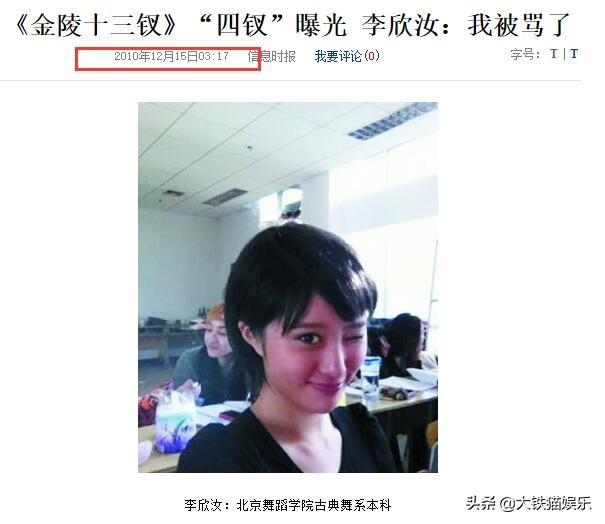 《金陵十三钗》“四钗”曝光 李欣汝：我被骂了
2010年12月15日03:17 信息时报 我要评论(0) 字号：T|T
李欣汝：北京舞蹈学院古典舞系本科
头条 @大铁猫娱乐